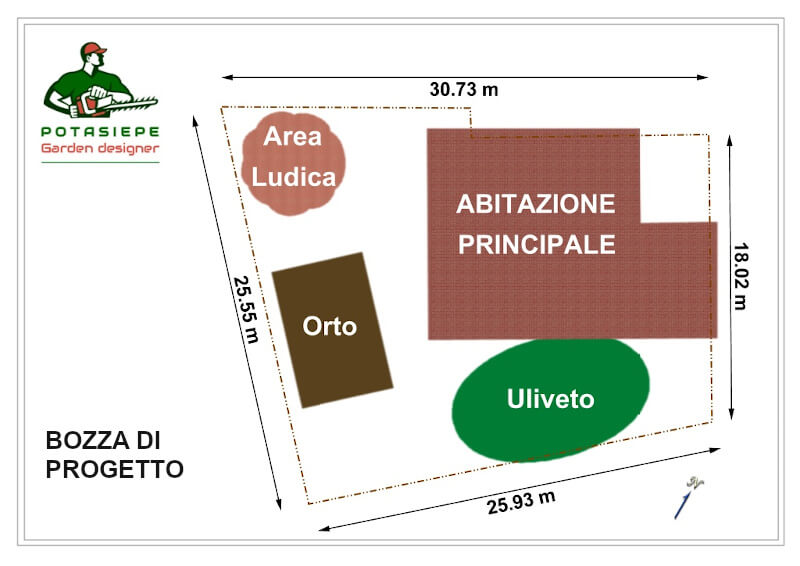 POTASIEPE
Garden designer
30.73 m
Area
Ludica
ABITAZIONE
PRINCIPALE
18.02 m
25.55 m
Orto
Uliveto
BOZZA DI
PROGETTO
25.93 m